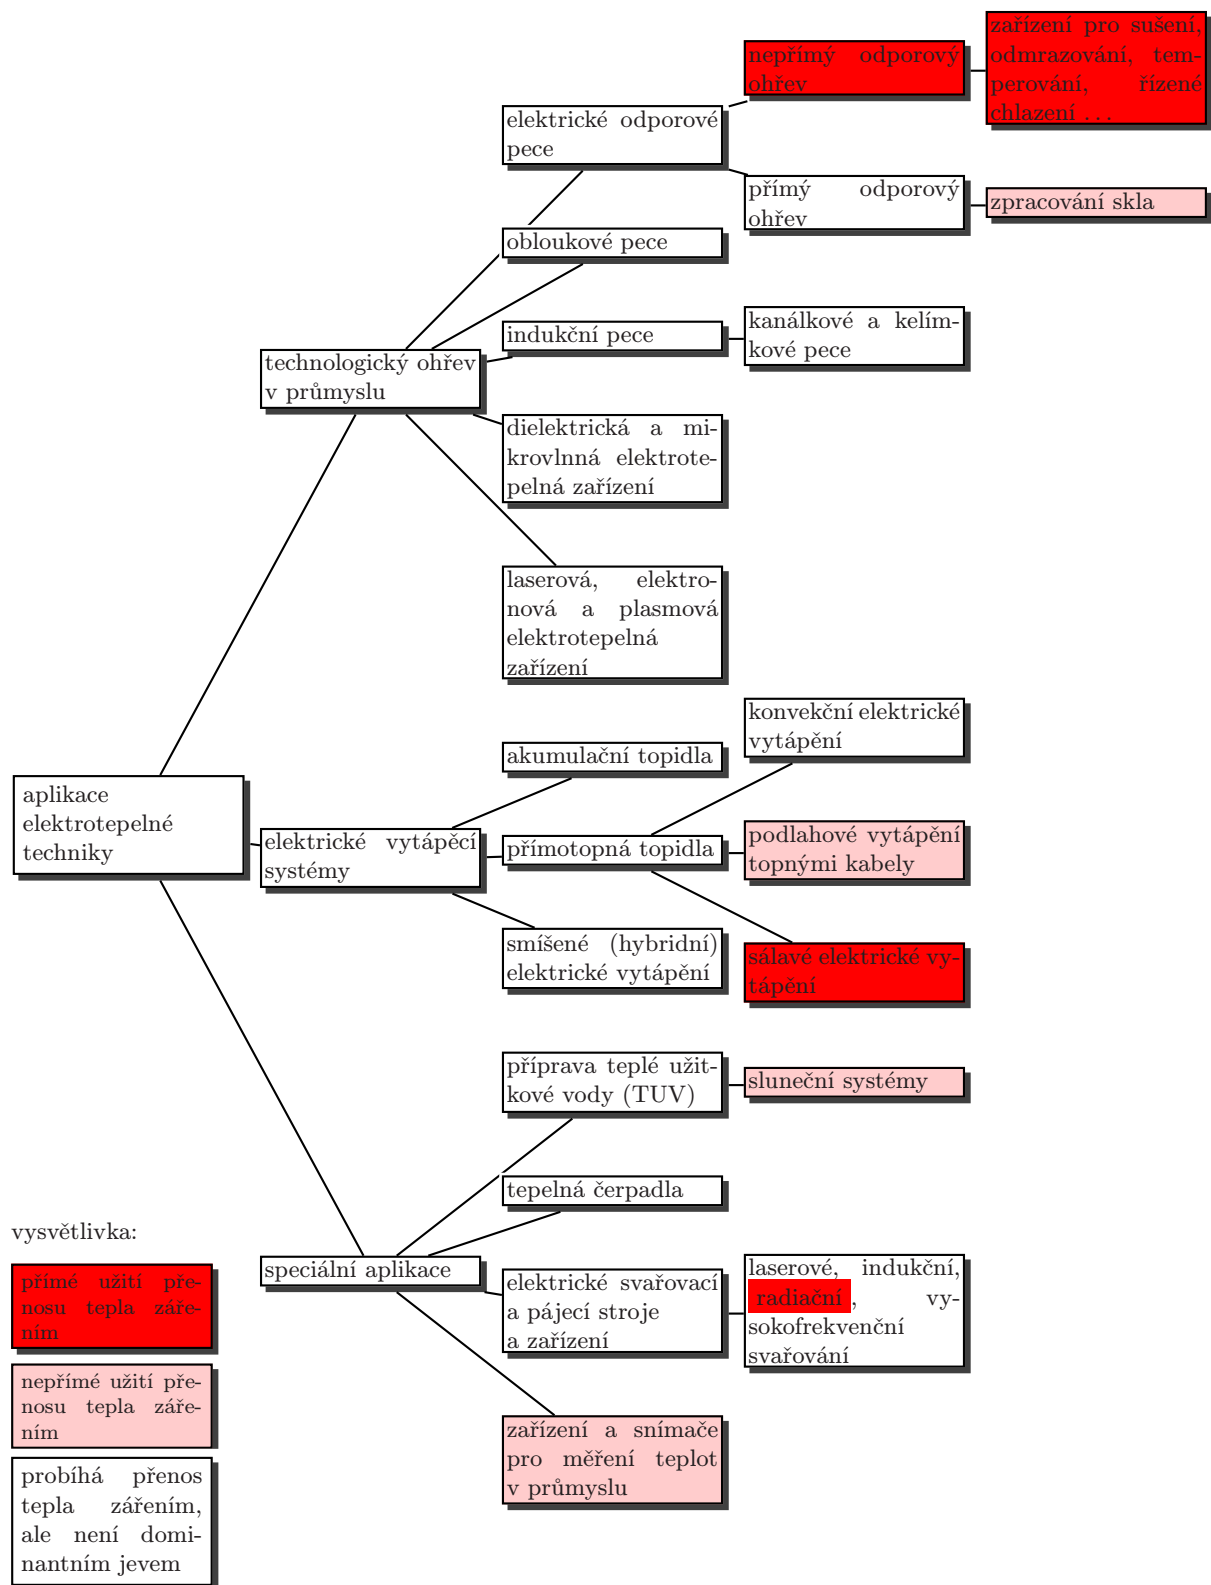 zařízení pro sušení,
odmrazování, tem-
perování, řízené
chlazení ...
nepřímý odporový
ohřev
elektrické odporové
pece
přímý odporový
ohřev
zpracování skla
obloukové pece
indukční pece
kanálkové a kelím-
kové pece
technologický ohřev
v průmyslu
dielektrická a mi-
krovlnná elektrote-
pelná zařízení
laserová, elektro-
nová a plasmová
elektrotepelná
zařízení
konvekční elektrické
vytápění
akumulační topidla
aplikace
elektrotepelné
techniky
elektrické vytápěcí
systémy
přímotopná topidla
podlahové vytápění
topnými kabely
smíšené (hybridní)
elektrické vytápění
sálavé elektrické vy-
tápění
příprava teplé užit-
kové vody (TUV)
sluneční systémy
tepelná čerpadla
speciální aplikace
elektrické svařovací
a pájecí stroje
a zařízení
laserové, indukční,
radiační, vy-
sokofrekvenční
svařování
zařízení a snímače
pro měření teplot
v průmyslu
vysvětlivka:
přímé užití pře-
nosu tepla záře-
ním
nepřímé užití pře-
nosu tepla záře-
ním
probíhá přenos
tepla zářením,
ale není domi-
nantním jevem